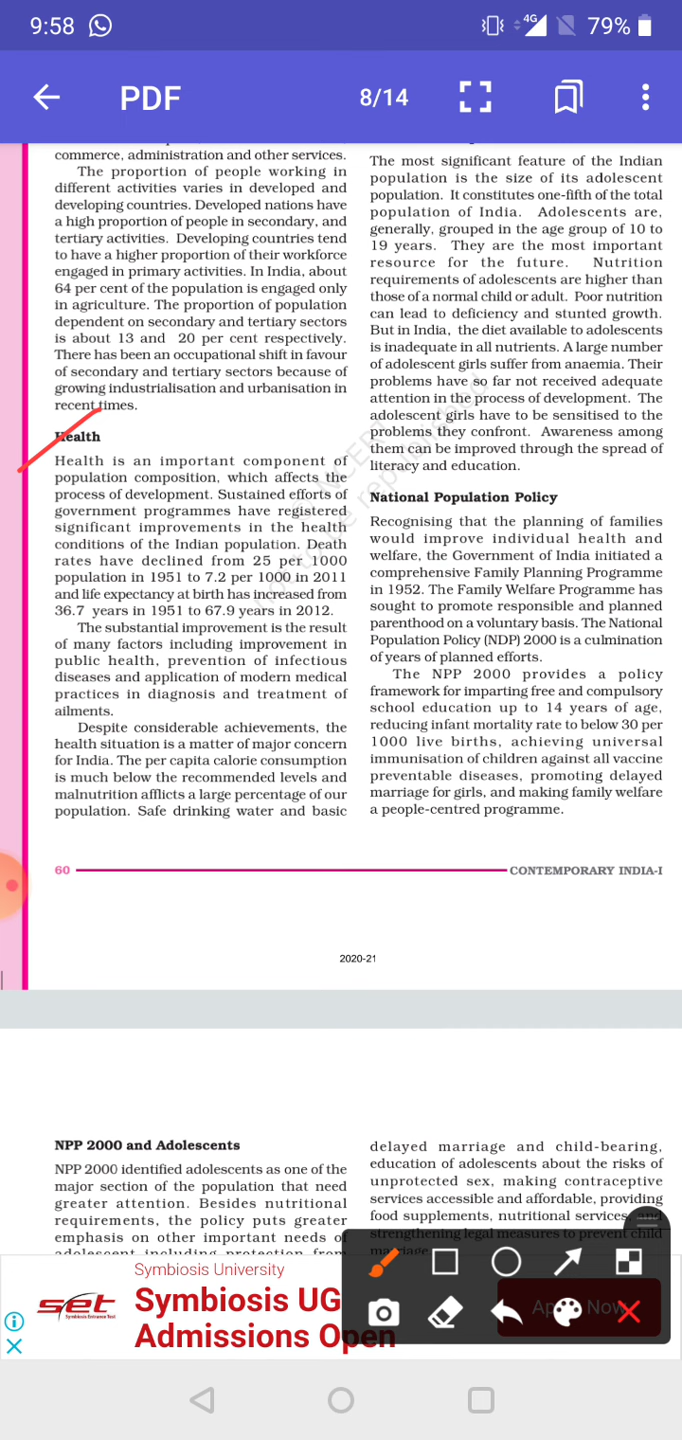 9:58
4G
79%
PDF
8/14
commerce, administration and other services.
The proportion of people working in
different activities varies in developed and
developing countries. Developed nations have
a high proportion of people in secondary, and
tertiary activities. Developing countries tend
to have a higher proportion of their workforce
engaged in primary activities. In India, about
64 per cent of the population is engaged only
in agriculture. The proportion of population
dependent on secondary and tertiary sectors
is about 13 and 20 per cent respectively.
There has been an occupational shift in favour
of secondary and tertiary sectors because of
growing industrialisation and urbanisation in
recent times.
Health
Health is an important component of
population composition, which affects the
process of development. Sustained efforts of
government programmes have registered
significant improvements in the health
conditions of the Indian population. Death
rates have declined from 25 per 1000
population in 1951 to 7.2 per 1000 in 2011
and life expectancy at birth has increased from
36.7 years in 1951 to 67.9 years in 2012.
The substantial improvement is the result
of many factors including improvement in
public health, prevention of infectious
diseases and application of modern medical
practices in diagnosis and treatment of
ailments.
Despite considerable achievements, the
health situation is a matter of major concern
for India. The per capita calorie consumption
is much below the recommended levels and
malnutrition afflicts a large percentage of our
population. Safe drinking water and basic
The most significant feature of the Indian
population is the size of its adolescent
population. It constitutes one-fifth of the total
population of India. Adolescents are,
generally, grouped in the age group of 10 to
19 years. They are the most important
resource for the future. Nutrition
requirements of adolescents are higher than
those of a normal child or adult. Poor nutrition
can lead to deficiency and stunted growth.
But in India, the diet available to adolescents
is inadequate in all nutrients. A large number
of adolescent girls suffer from anaemia. Their
problems have so far not received adequate
attention in the process of development. The
adolescent girls have to be sensitised to the
problems they confront. Awareness among
them can be improved through the spread of
literacy and education.
National Population Policy
Recognising that the planning of families
would improve individual health and
welfare, the Government of India initiated a
comprehensive Family Planning Programme
in 1952. The Family Welfare Programme has
sought to promote responsible and planned
parenthood on a voluntary basis. The National
Population Policy (NDP) 2000 is a culmination
of years of planned efforts.
The NPP 2000 provides a policy
framework for imparting free and compulsory
school education up to 14 years of age,
reducing infant mortality rate to below 30 per
1000 live births, achieving universal
immunisation of children against all vaccine
preventable diseases, promoting delayed
marriage for girls, and making family welfare
a people-centred programme.
60
CONTEMPORARY INDIA-I
2020-21
NPP 2000 and Adolescents
NPP 2000 identified adolescents as one of the
major section of the population that need
greater attention. Besides nutritional
requirements, the policy puts greater
emphasis on other important needs of
adolescent including protection from
delayed marriage and child-bearing,
education of adolescents about the risks of
unprotected sex, making contraceptive
services accessible and affordable, providing
food supplements, nutritional services, and
strengthening legal measures to prevent child
marriage
Symbiosis University
set
Symbiosis Entrance Test
Symbiosis UG
Admissions Open
Now